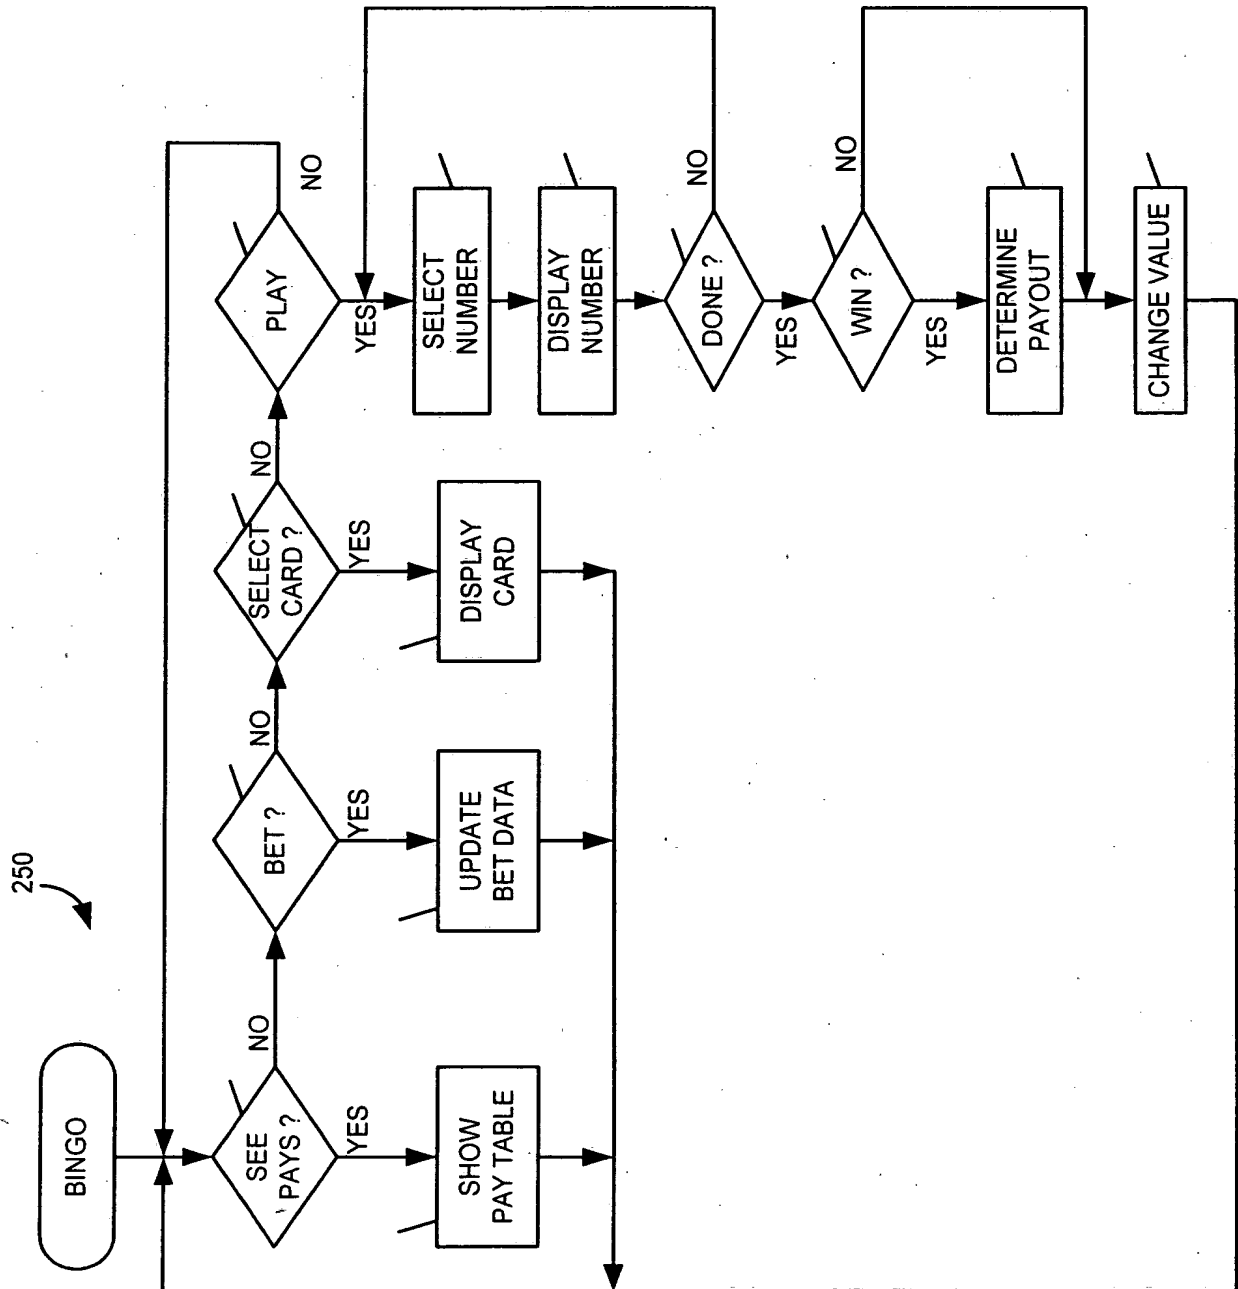 250
BINGO
SEE
PAYS ?
NO
YES
SHOW
PAY TABLE
BET ?
NO
YES
UPDATE
BET DATA
SELECT
CARD ?
NO
YES
DISPLAY
CARD
PLAY
NO
YES
SELECT
NUMBER
DISPLAY
NUMBER
DONE ?
NO
YES
WIN ?
NO
YES
DETERMINE
PAYOUT
CHANGE VALUE